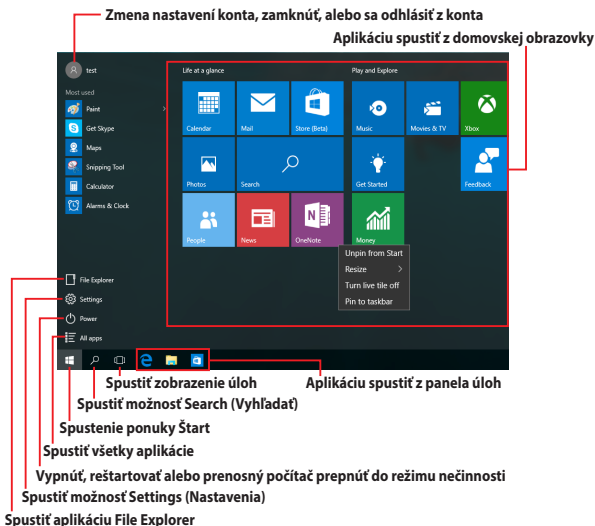 Zmena nastavení konta, zamknúť, alebo sa odhlásiť z konta
Aplikáciu spustiť z domovskej obrazovky
test
Life at a glance
Play and Explore
Most used
Paint
Get Skype
Maps
Snipping Tool
Calculator
Alarms & Clock
Calendar
Mail
Store (Beta)
Music
Movies & TV
Xbox
Photos
Search
Get Started
Feedback
People
News
OneNote
Money
Unpin from Start
Resize
Turn live tile off
Pin to taskbar
File Explorer
Settings
Power
All apps
Spustiť zobrazenie úloh
Aplikáciu spustiť z panela úloh
Spustiť možnosť Search (Vyhľadať)
Spustenie ponuky Štart
Spustiť všetky aplikácie
Vypnúť, reštartovať alebo prenosný počítač prepnúť do režimu nečinnosti
Spustiť možnosť Settings (Nastavenia)
Spustiť aplikáciu File Explorer